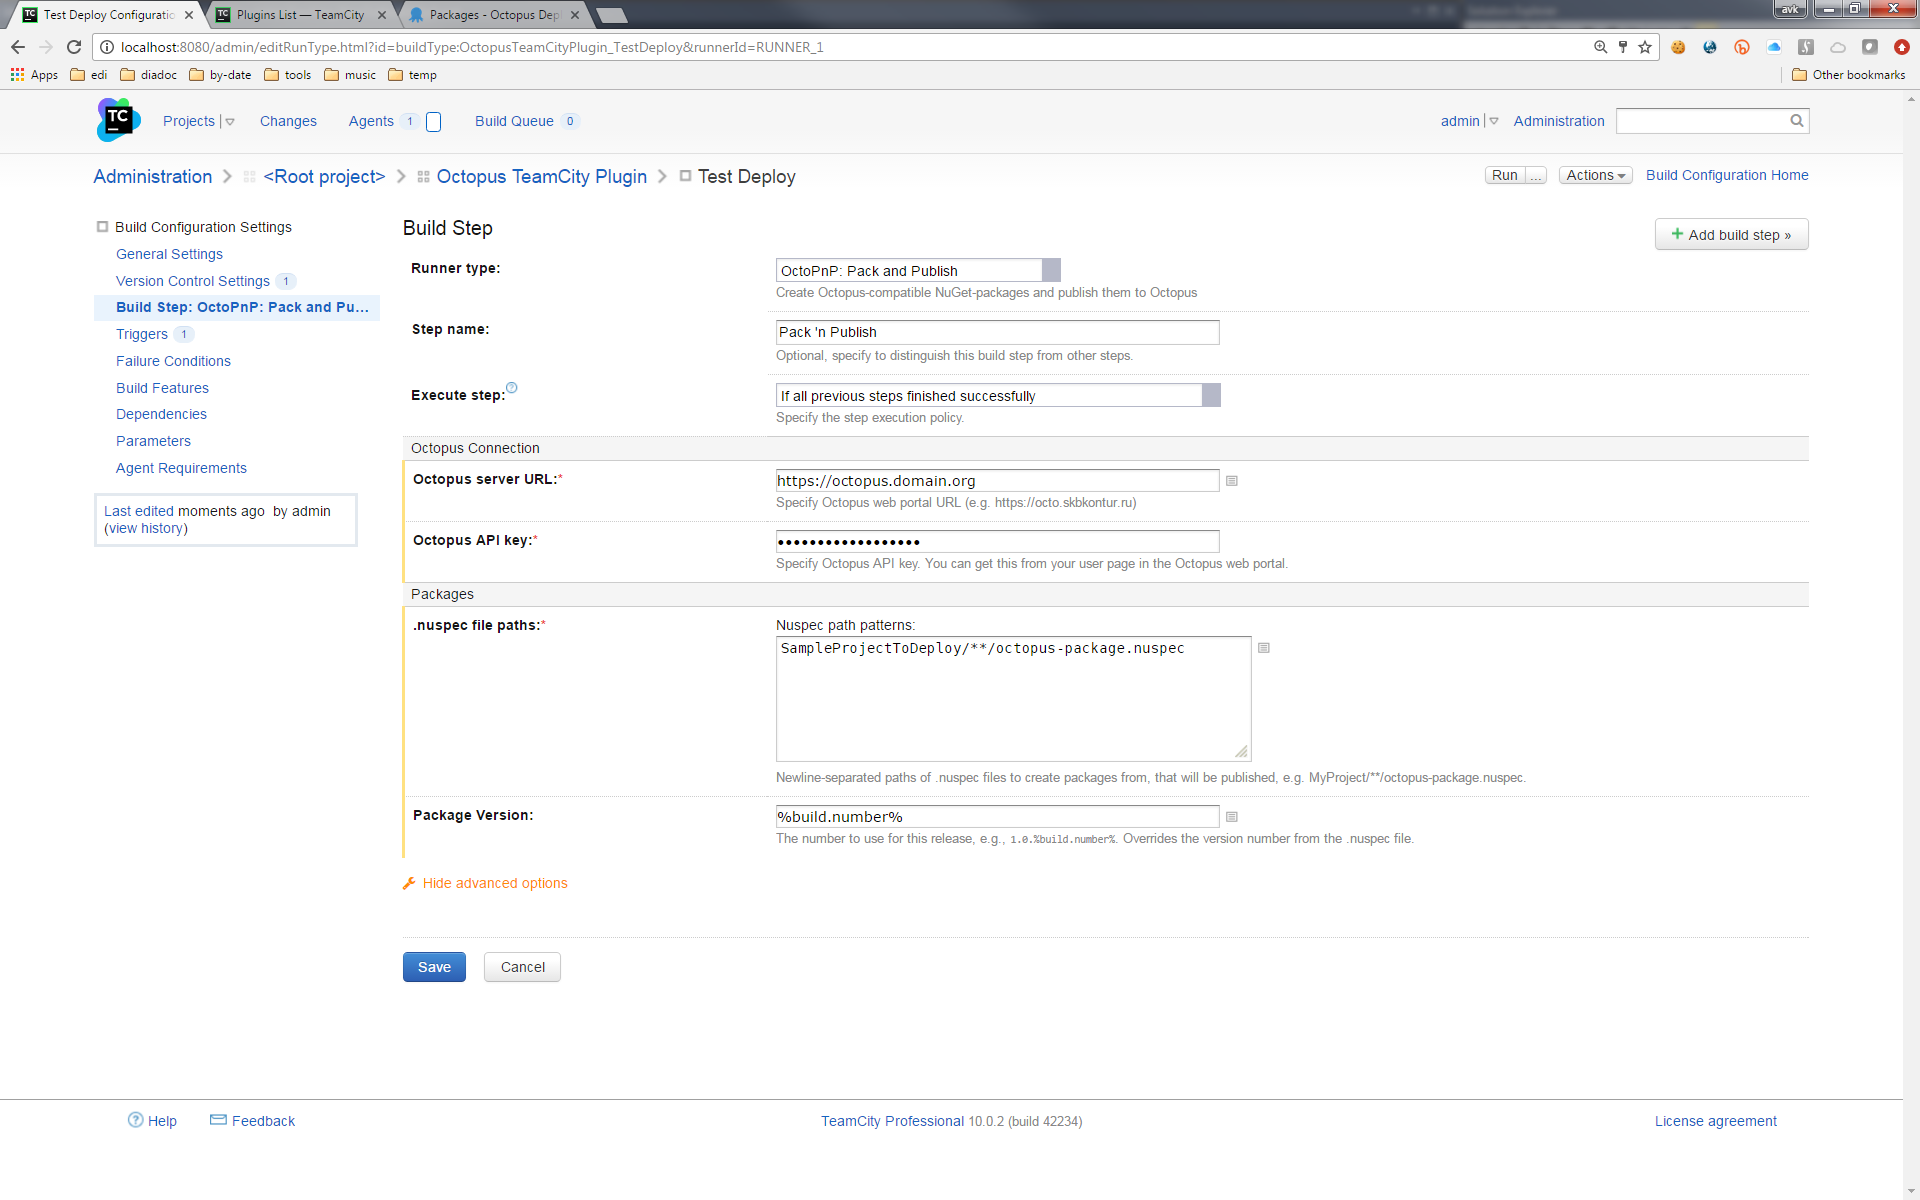 Test Deploy Configuratio
Plugins List — TeamCity
Packages - Octopus Dep
avk
localhost:8080/admin/editRunType.html?id=buildType:OctopusTeamCityPlugin_TestDeploy&runnerId=RUNNER_1
Apps edi diadoc by-date tools music temp Other bookmarks
TC Projects Changes Agents 1 Build Queue 0 admin Administration
Administration <Root project> Octopus TeamCity Plugin Test Deploy Run ... Actions Build Configuration Home
Build Configuration Settings
General Settings
Version Control Settings 1
Build Step: OctoPnP: Pack and Pu...
Triggers 1
Failure Conditions
Build Features
Dependencies
Parameters
Agent Requirements
Last edited moments ago by admin
(view history)
Build Step
+ Add build step »
Runner type: OctoPnP: Pack and Publish
Create Octopus-compatible NuGet-packages and publish them to Octopus
Step name: Pack 'n Publish
Optional, specify to distinguish this build step from other steps.
Execute step: ? If all previous steps finished successfully
Specify the step execution policy.
Octopus Connection
Octopus server URL:* https://octopus.domain.org
Specify Octopus web portal URL (e.g. https://octo.skbkontur.ru)
Octopus API key:* ••••••••••••••••••
Specify Octopus API key. You can get this from your user page in the Octopus web portal.
Packages
.nuspec file paths:* Nuspec path patterns:
SampleProjectToDeploy/**/octopus-package.nuspec
Newline-separated paths of .nuspec files to create packages from, that will be published, e.g. MyProject/**/octopus-package.nuspec.
Package Version: %build.number%
The number to use for this release, e.g., 1.0.%build.number%. Overrides the version number from the .nuspec file.
Hide advanced options
Save Cancel
Help Feedback TeamCity Professional 10.0.2 (build 42234) License agreement